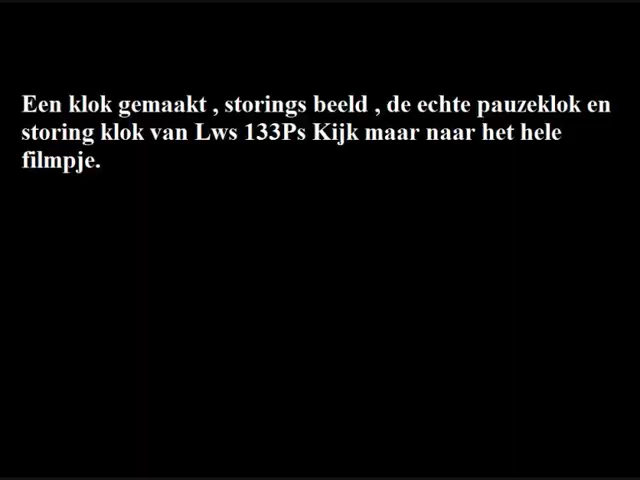 Een klok gemaakt , storings beeld , de echte pauzeklok en
storing klok van Lws 133Ps Kijk maar naar het hele
filmpje.